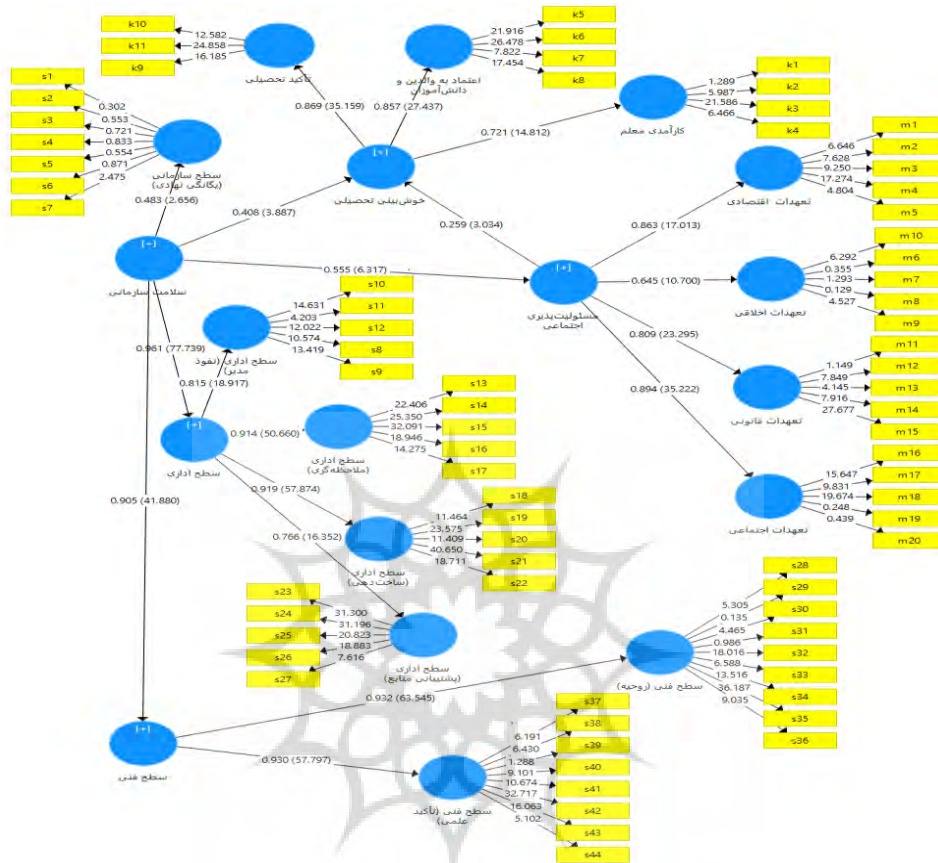 k10
k11
k9
12.582
24.858
16.185
تاکید تحصیلی
k5
k6
k7
k8
21.916
26.478
7.822
17.454
اعتماد به والدین و
دانش‌آموزان
k1
k2
k3
k4
1.289
5.987
21.586
6.466
کارآمدی معلم
s1
s2
s3
s4
s5
s6
s7
0.302
0.553
0.721
0.833
0.554
0.871
2.475
سطح سازمانی
(یگانگی نهادی)
0.869 (35.159)
0.857 (27.437)
0.721 (14.812)
[+]
خوش‌بینی تحصیلی
0.483 (2.656)
0.408 (3.887)
0.259 (3.034)
[+]
سلامت سازمانی
0.555 (6.317)
[+]
مسئولیت‌پذیری
اجتماعی
0.863 (17.013)
0.645 (10.700)
0.809 (23.295)
0.894 (35.222)
m1
m2
m3
m4
m5
6.646
7.628
9.250
17.274
4.804
تعهدات اقتصادی
m10
m6
m7
m8
m9
6.292
0.355
1.293
0.129
4.527
تعهدات اخلاقی
m11
m12
m13
m14
m15
1.149
7.849
4.145
7.916
27.677
تعهدات قانونی
m16
m17
m18
m19
m20
15.647
9.831
19.674
0.248
0.439
تعهدات اجتماعی
0.961 (77.739)
0.815 (18.917)
s10
s11
s12
s8
s9
14.631
4.203
12.022
10.574
13.419
سطح اداری (نفوذ
مدیر)
[+]
سطح اداری
0.914 (50.660)
0.919 (57.874)
0.766 (16.352)
s13
s14
s15
s16
s17
22.406
25.350
32.091
18.946
14.275
سطح اداری
(ملاحظه‌گری)
s18
s19
s20
s21
s22
11.464
23.575
11.409
40.650
18.711
سطح اداری
(ساخت‌دهی)
s23
s24
s25
s26
s27
31.300
31.196
20.823
18.883
7.616
سطح اداری
(پشتیبانی منابع)
0.905 (41.880)
[+]
سطح فنی
0.932 (63.545)
0.930 (57.797)
s28
s29
s30
s31
s32
s33
s34
s35
s36
5.305
0.135
4.465
0.986
18.016
6.588
13.516
36.187
9.035
سطح فنی (روحیه)
s37
s38
s39
s40
s41
s42
s43
s44
6.191
6.430
1.288
9.101
10.674
32.717
16.063
5.102
سطح فنی (تأکید
علمی)